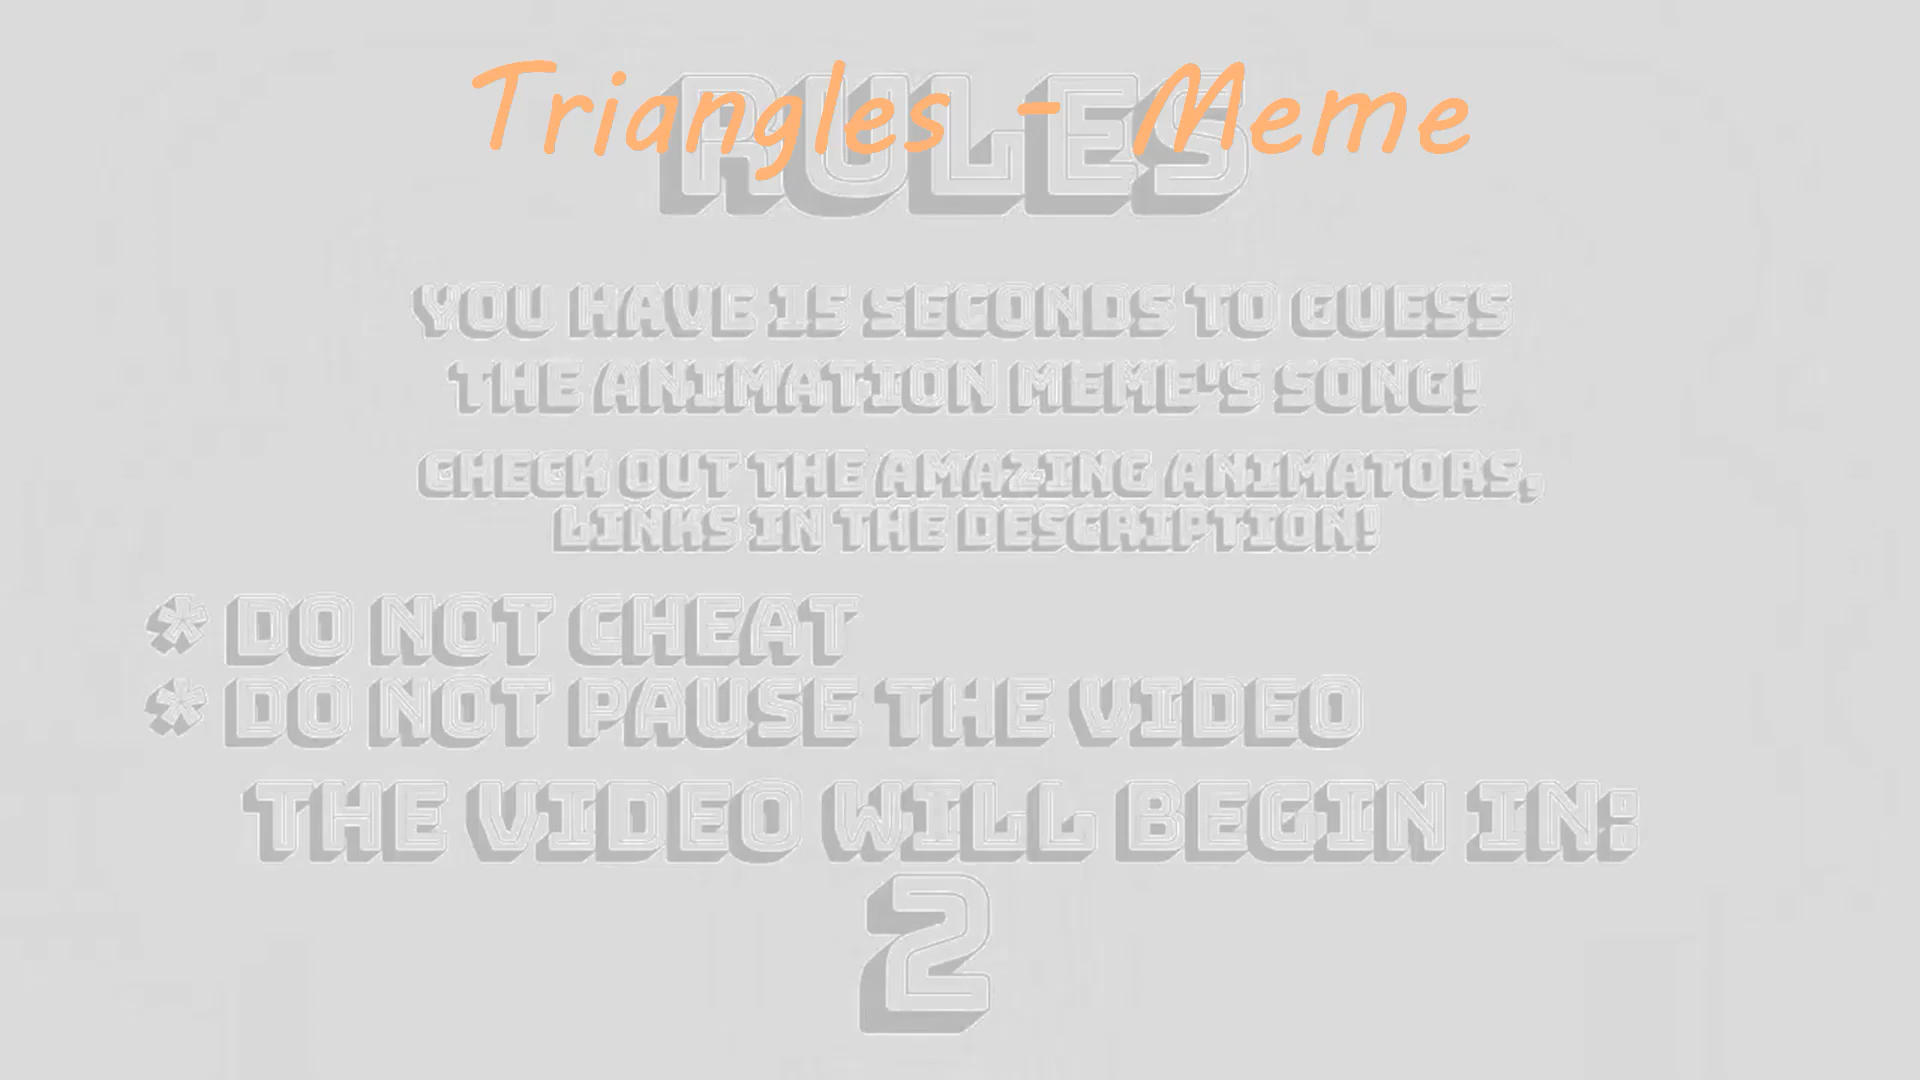 Triangles - Meme
RULES
YOU HAVE 15 SECONDS TO GUESS
THE ANIMATION MEME'S SONG!
CHECK OUT THE AMAZING ANIMATORS,
LINKS IN THE DESCRIPTION!
* DO NOT CHEAT
* DO NOT PAUSE THE VIDEO
THE VIDEO WILL BEGIN IN:
2